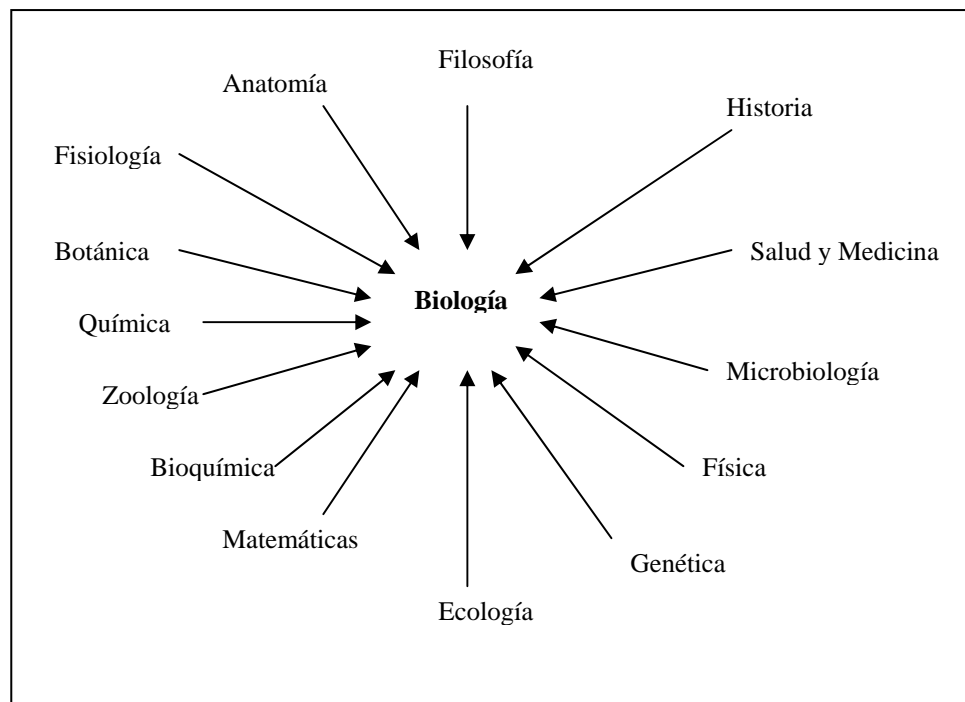 Filosofía
Anatomía
Historia
Fisiología
Botánica
Salud y Medicina
Biología
Química
Microbiología
Zoología
Bioquímica
Física
Matemáticas
Genética
Ecología